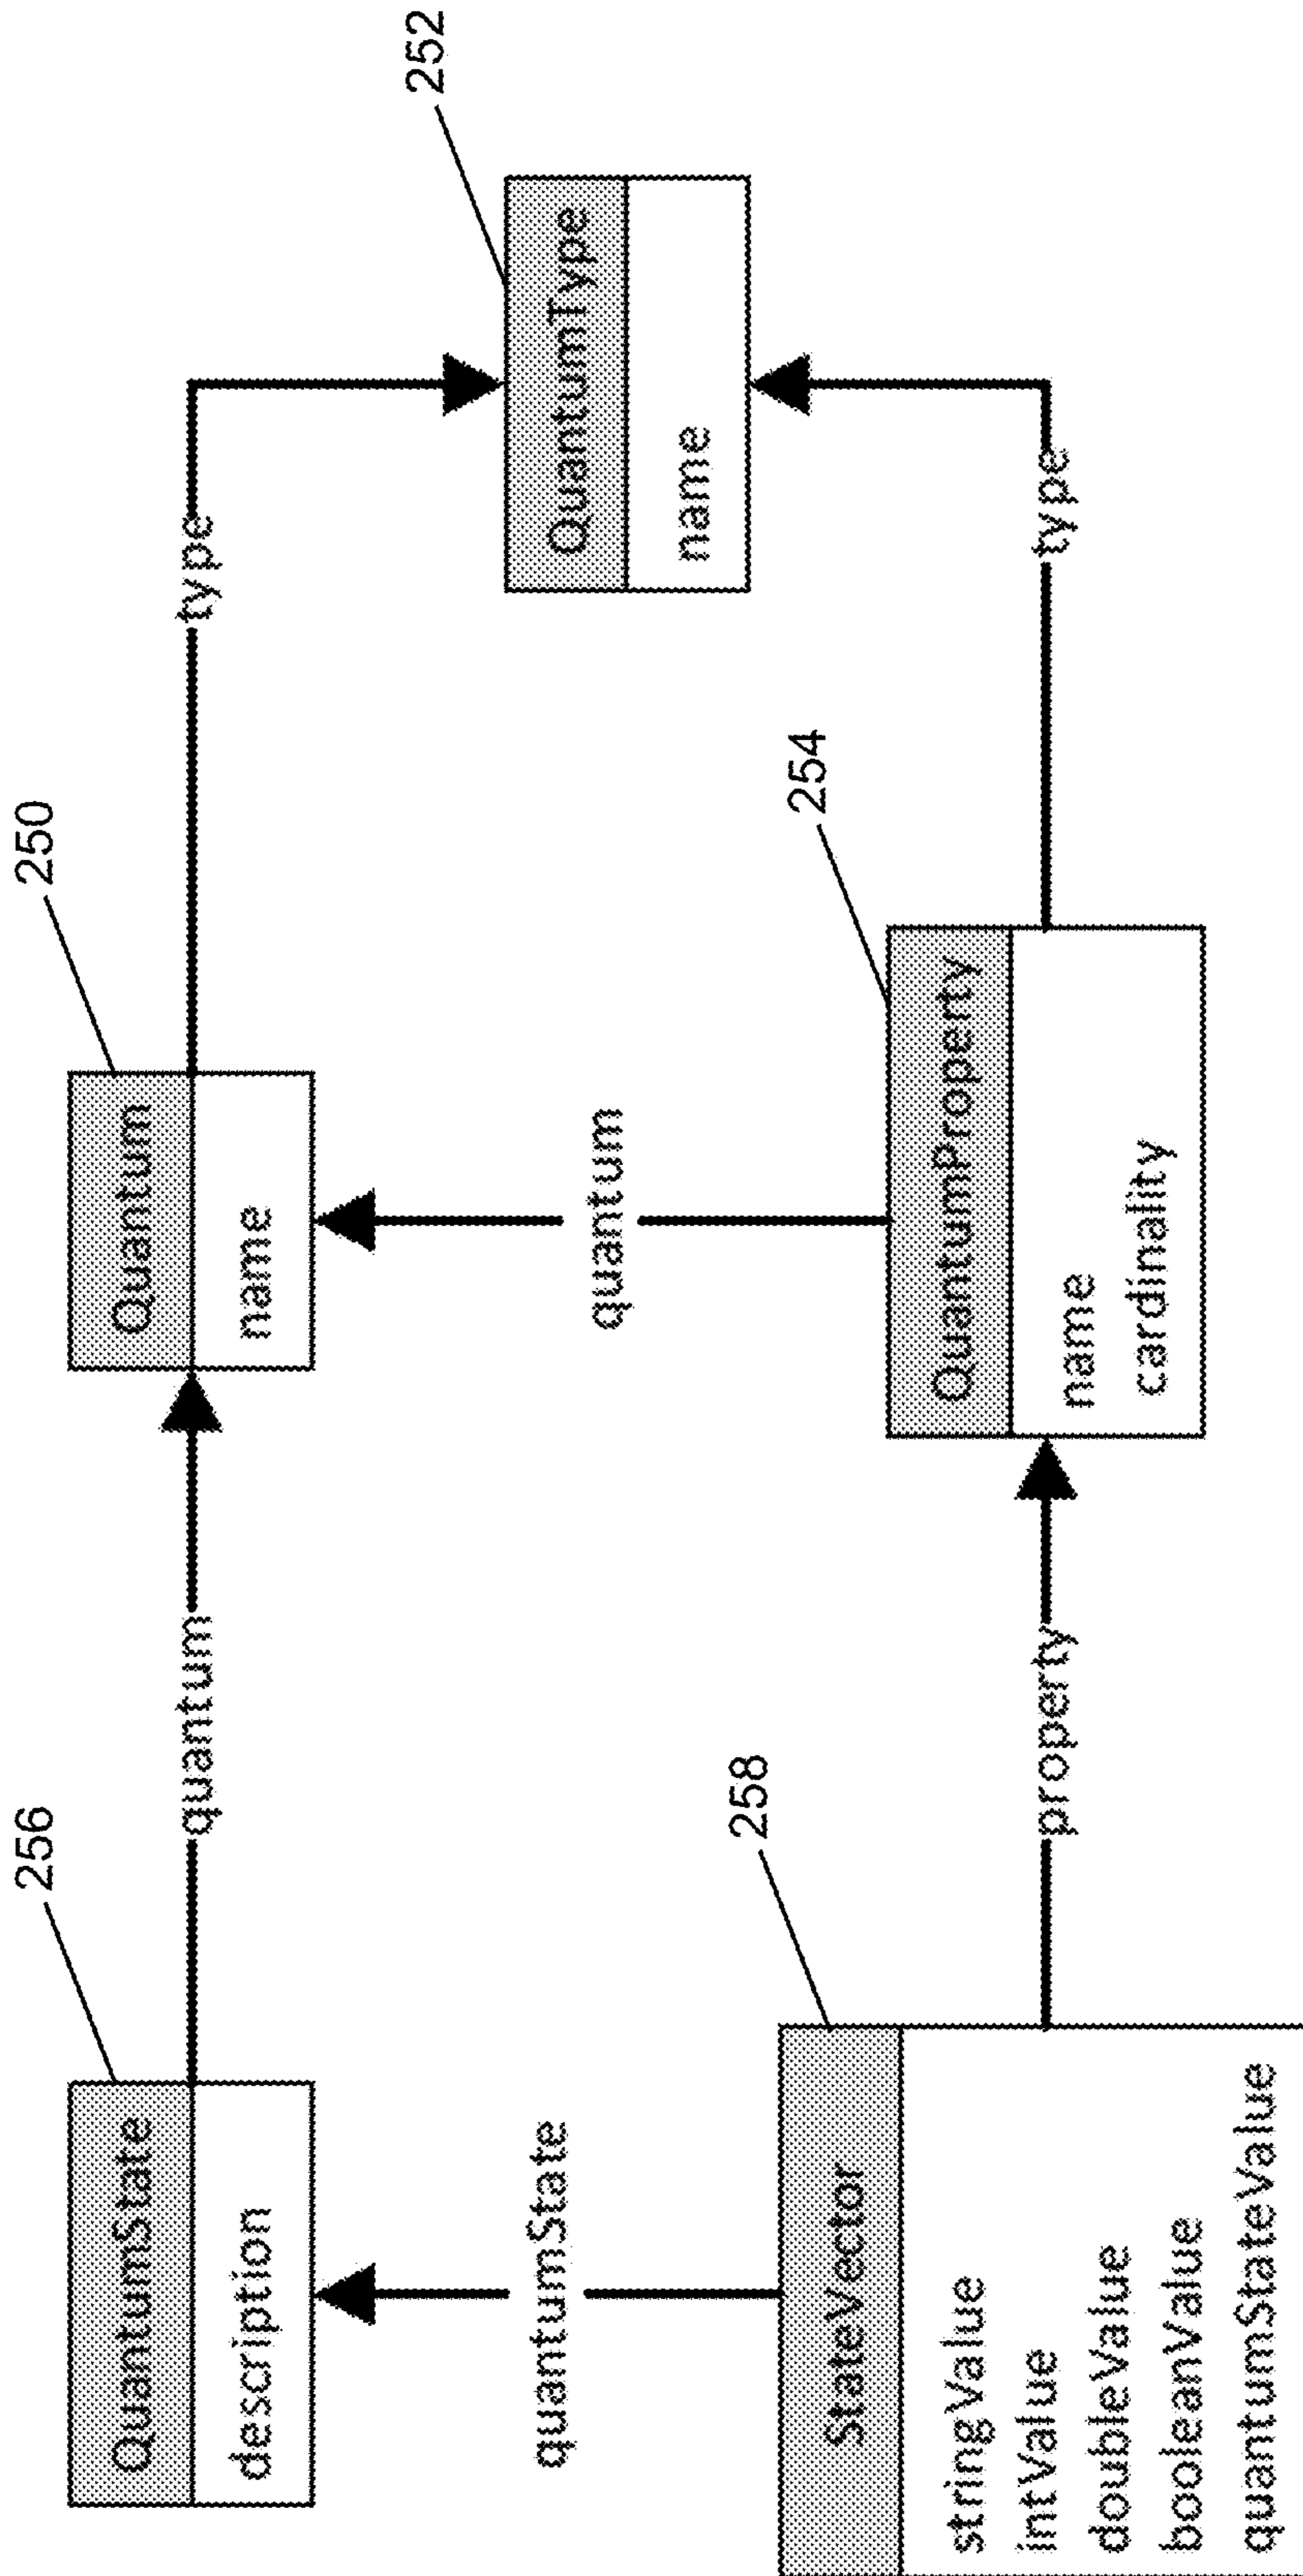 256
QuantumState
description
quantum
250
Quantum
name
type
252
QuantumType
name
quantumState
quantum
258
StateVector
stringValue
intValue
doubleValue
booleanValue
quantumStateValue
property
254
QuantumProperty
name
cardinality
type